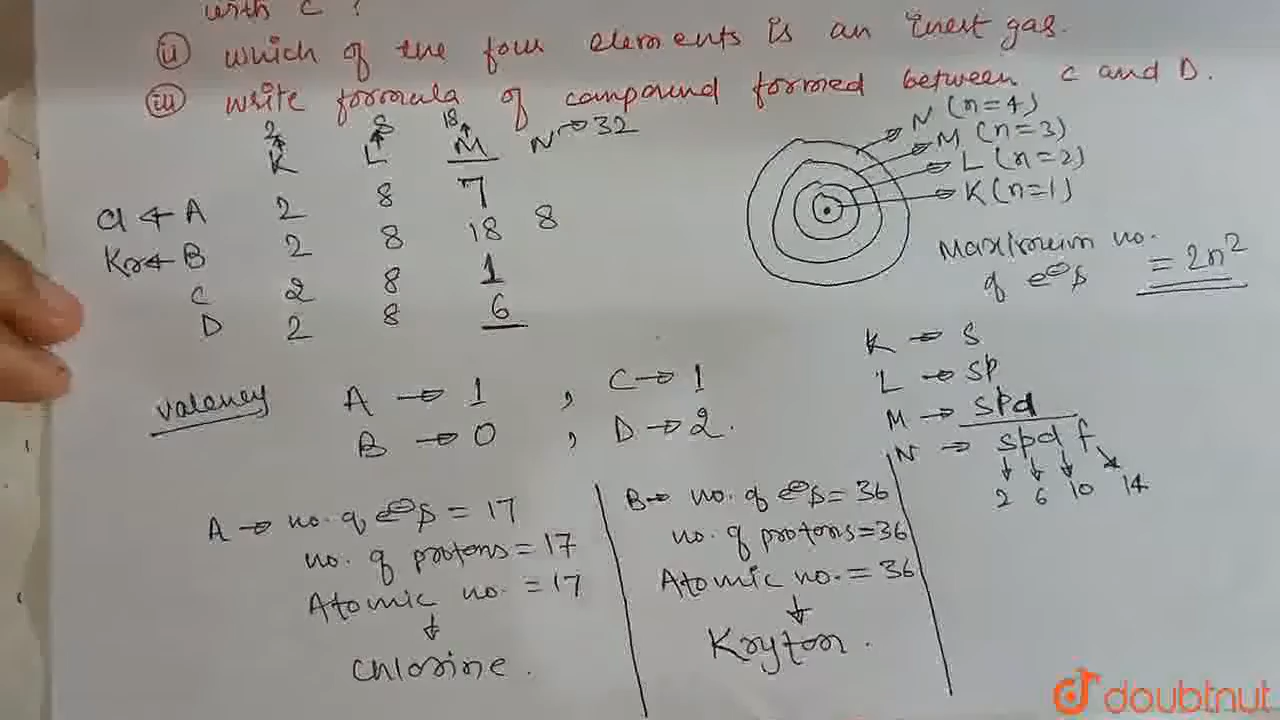 with C ?
(ii) which of the four elements is an inert gas.
(iii) write formula of compound formed between C and D.
2 8 18 N → 32
K L M
Cl ← A 2 8 7
Kr ← B 2 8 18 8
C 2 8 1
D 2 8 6
N (n=4)
M (n=3)
L (n=2)
K (n=1)
Maximum no.
of e⊖s = 2n²
K → s
L → sp
M → spd
N → spdf
2 6 10 14
valency A → 1 , C → 1
B → 0 , D → 2.
A → no. of e⊖s = 17
no. of protons = 17
Atomic no. = 17
↓
Chlorine.
B → no. of e⊖s = 36
no. of protons = 36
Atomic no. = 36
↓
Kryton.
doubtnut